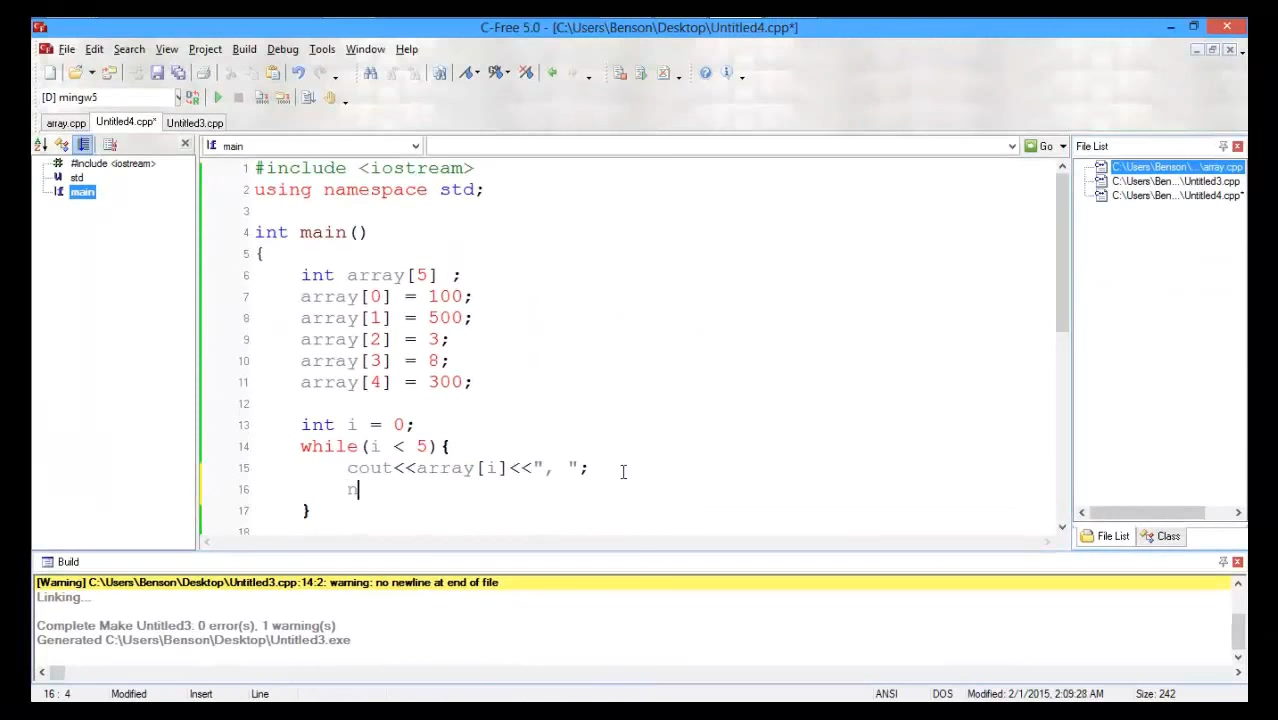 C-Free 5.0 - [C:\Users\Benson\Desktop\Untitled4.cpp*]
File Edit Search View Project Build Debug Tools Window Help
[D] mingw5
array.cpp Untitled4.cpp* Untitled3.cpp
main
Go
File List
#include <iostream>
std
main
C:\Users\Benson\...\array.cpp
C:\Users\Ben...\Untitled3.cpp
C:\Users\Ben...\Untitled4.cpp*
1 #include <iostream>
2 using namespace std;
3
4 int main()
5 {
6 int array[5] ;
7 array[0] = 100;
8 array[1] = 500;
9 array[2] = 3;
10 array[3] = 8;
11 array[4] = 300;
12
13 int i = 0;
14 while(i < 5){
15 cout<<array[i]<<", ";
16 n
17 }
18
File List Class
Build
[Warning] C:\Users\Benson\Desktop\Untitled3.cpp:14:2: warning: no newline at end of file
Linking...
Complete Make Untitled3: 0 error(s), 1 warning(s)
Generated C:\Users\Benson\Desktop\Untitled3.exe
16 : 4 Modified Insert Line ANSI DOS Modified: 2/1/2015, 2:09:28 AM Size: 242